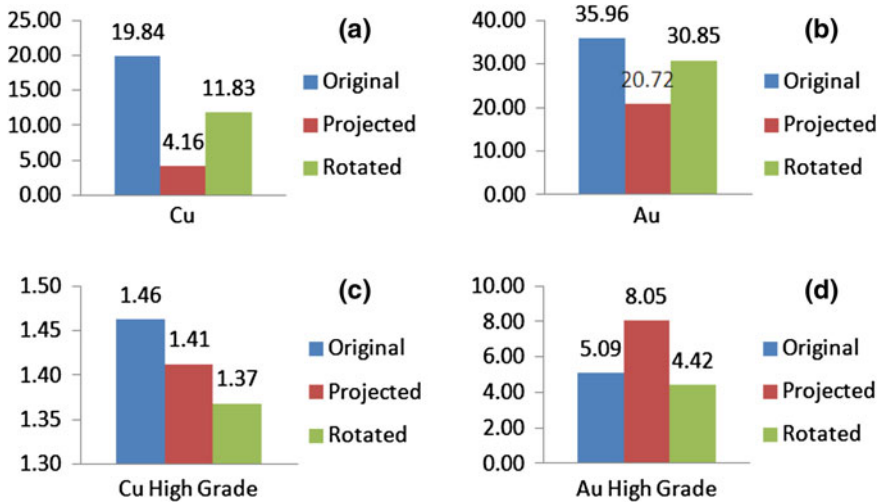 25.00
20.00
15.00
10.00
5.00
0.00
19.84
4.16
11.83
Cu
(a)
Original
Projected
Rotated
40.00
30.00
20.00
10.00
0.00
35.96
20.72
30.85
Au
(b)
Original
Projected
Rotated
1.50
1.45
1.40
1.35
1.30
1.46
1.41
1.37
Cu High Grade
(c)
Original
Projected
Rotated
10.00
8.00
6.00
4.00
2.00
0.00
5.09
8.05
4.42
Au High Grade
(d)
Original
Projected
Rotated